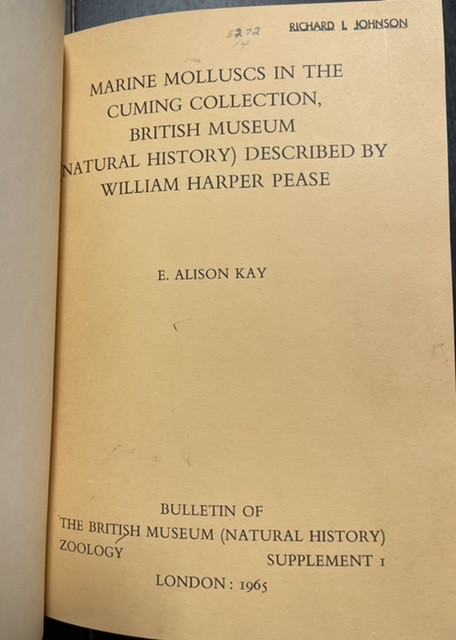 RICHARD I. JOHNSON
MARINE MOLLUSCS IN THE
CUMING COLLECTION,
BRITISH MUSEUM
NATURAL HISTORY) DESCRIBED BY
WILLIAM HARPER PEASE
E. ALISON KAY
BULLETIN OF
THE BRITISH MUSEUM (NATURAL HISTORY)
ZOOLOGY SUPPLEMENT 1
LONDON: 1965